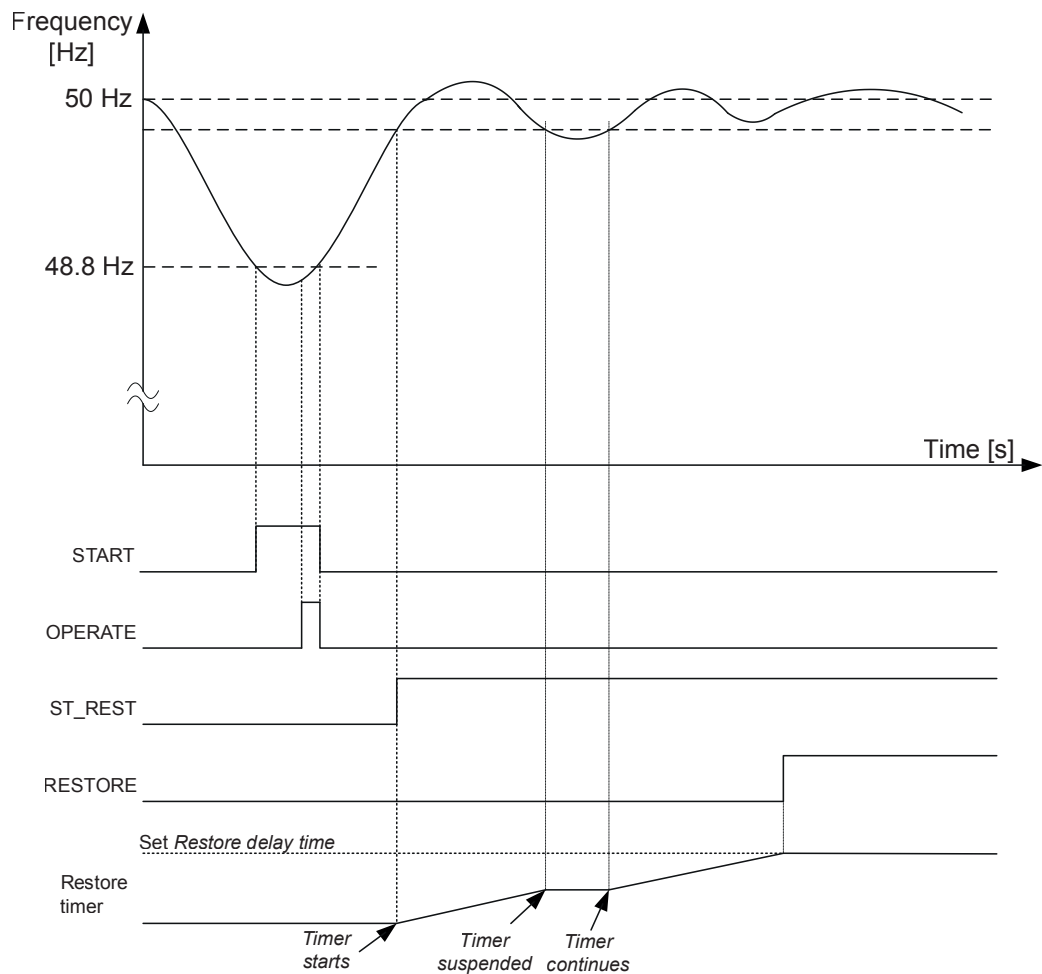 Frequency
[Hz]
50 Hz
48.8 Hz
Time [s]
START
OPERATE
ST_REST
RESTORE
Set Restore delay time
Restore
timer
Timer
starts
Timer
suspended
Timer
continues